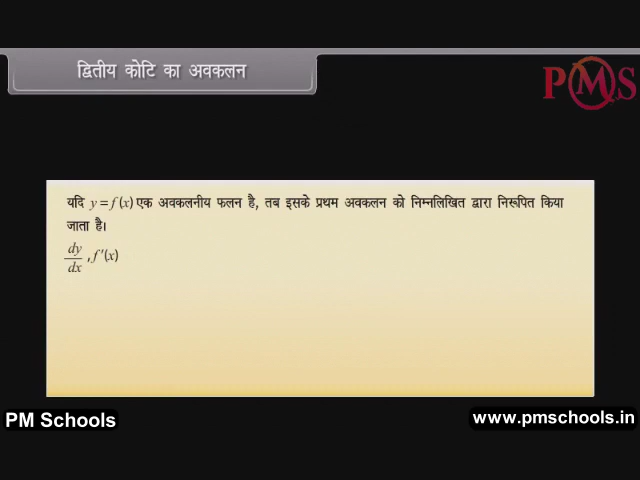 द्वितीय कोटि का अवकलन
PMS
यदि y = f (x) एक अवकलनीय फलन है, तब इसके प्रथम अवकलन को निम्नलिखित द्वारा निरूपित किया
जाता है।
dy/dx , f ′(x)
PM Schools
www.pmschools.in